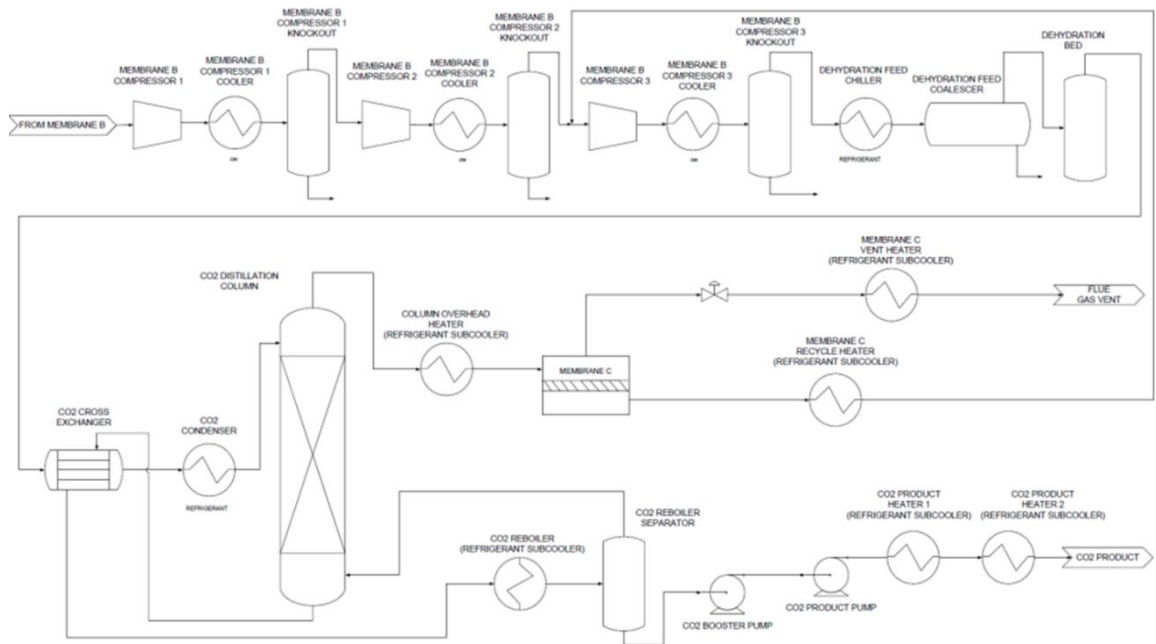 MEMBRANE B
COMPRESSOR 1
KNOCKOUT
MEMBRANE B
COMPRESSOR 2
KNOCKOUT
MEMBRANE B
COMPRESSOR 3
KNOCKOUT
DEHYDRATION
BED
MEMBRANE B
COMPRESSOR 1
MEMBRANE B
COMPRESSOR 1
COOLER
MEMBRANE B
COMPRESSOR 2
MEMBRANE B
COMPRESSOR 2
COOLER
MEMBRANE B
COMPRESSOR 3
MEMBRANE B
COMPRESSOR 3
COOLER
DEHYDRATION FEED
CHILLER
DEHYDRATION FEED
COALESCER
FROM MEMBRANE B
CW
CW
CW
REFRIGERANT
CO2 DISTILLATION
COLUMN
COLUMN OVERHEAD
HEATER
(REFRIGERANT SUBCOOLER)
MEMBRANE C
VENT HEATER
(REFRIGERANT SUBCOOLER)
FLUE
GAS VENT
MEMBRANE C
MEMBRANE C
RECYCLE HEATER
(REFRIGERANT SUBCOOLER)
CO2 CROSS
EXCHANGER
CO2
CONDENSER
REFRIGERANT
CO2 REBOILER
(REFRIGERANT SUBCOOLER)
CO2 REBOILER
SEPARATOR
CO2 PRODUCT
HEATER 1
(REFRIGERANT SUBCOOLER)
CO2 PRODUCT
HEATER 2
(REFRIGERANT SUBCOOLER)
CO2 PRODUCT
CO2 PRODUCT PUMP
CO2 BOOSTER PUMP